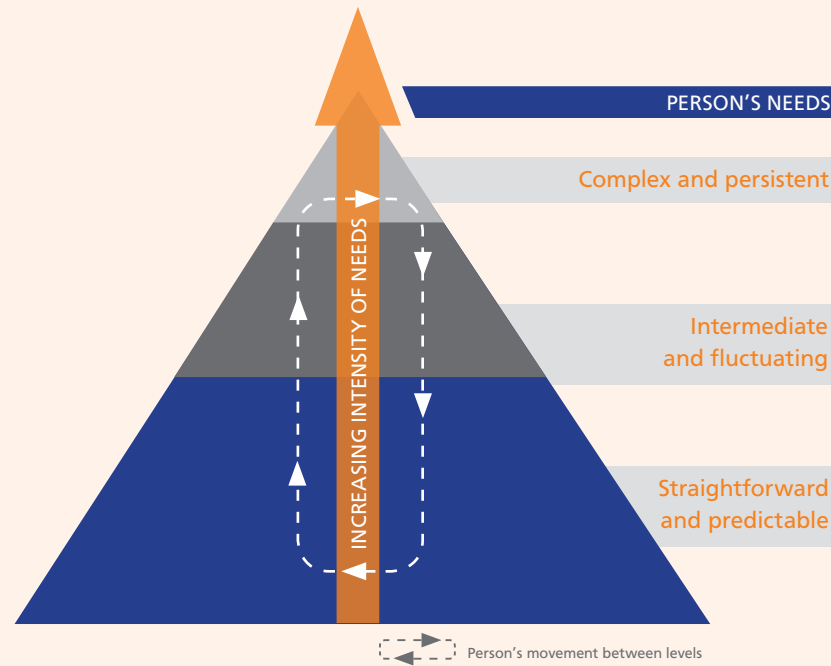 PERSON’S NEEDS
Complex and persistent
INCREASING INTENSITY OF NEEDS
Intermediate
and fluctuating
Straightforward
and predictable
Person’s movement between levels